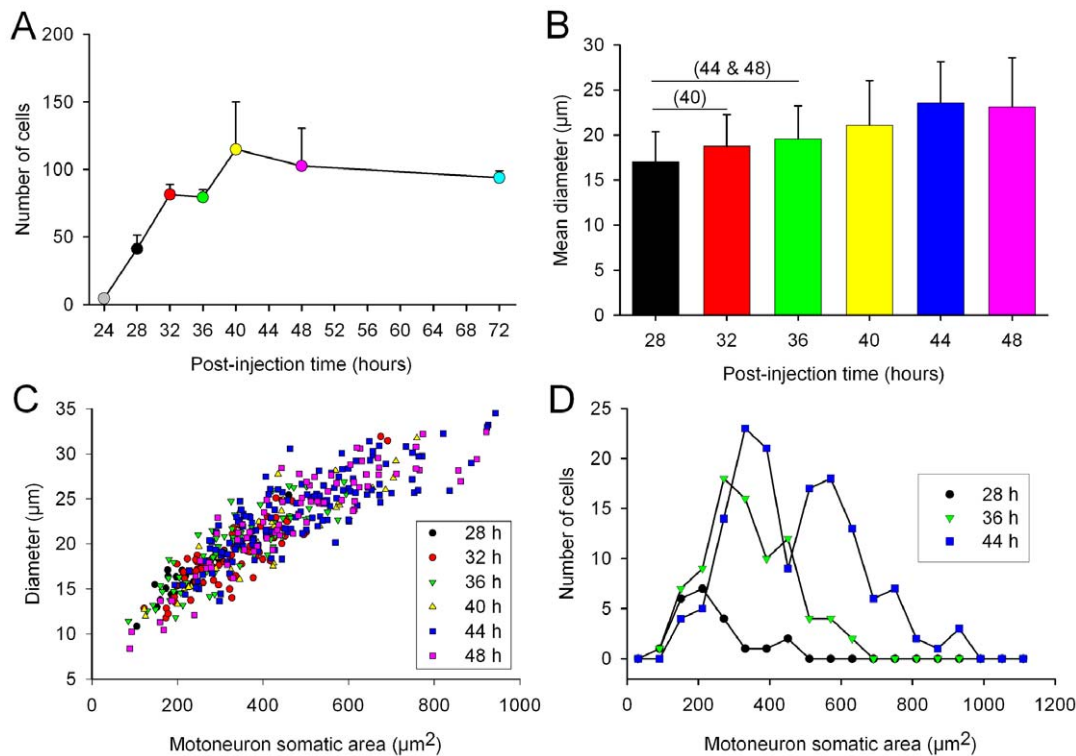 A
200
150
100
50
0
Number of cells
24 28 32 36 40 44 48 52 56 60 64 68 72
Post-injection time (hours)
B
30
25
20
15
10
5
0
Mean diameter (µm)
(44 & 48)
(40)
28 32 36 40 44 48
Post-injection time (hours)
C
35
30
25
20
15
10
5
Diameter (µm)
28 h
32 h
36 h
40 h
44 h
48 h
0 200 400 600 800 1000
Motoneuron somatic area (µm²)
D
25
20
15
10
5
0
Number of cells
28 h
36 h
44 h
0 200 400 600 800 1000 1200
Motoneuron somatic area (µm²)